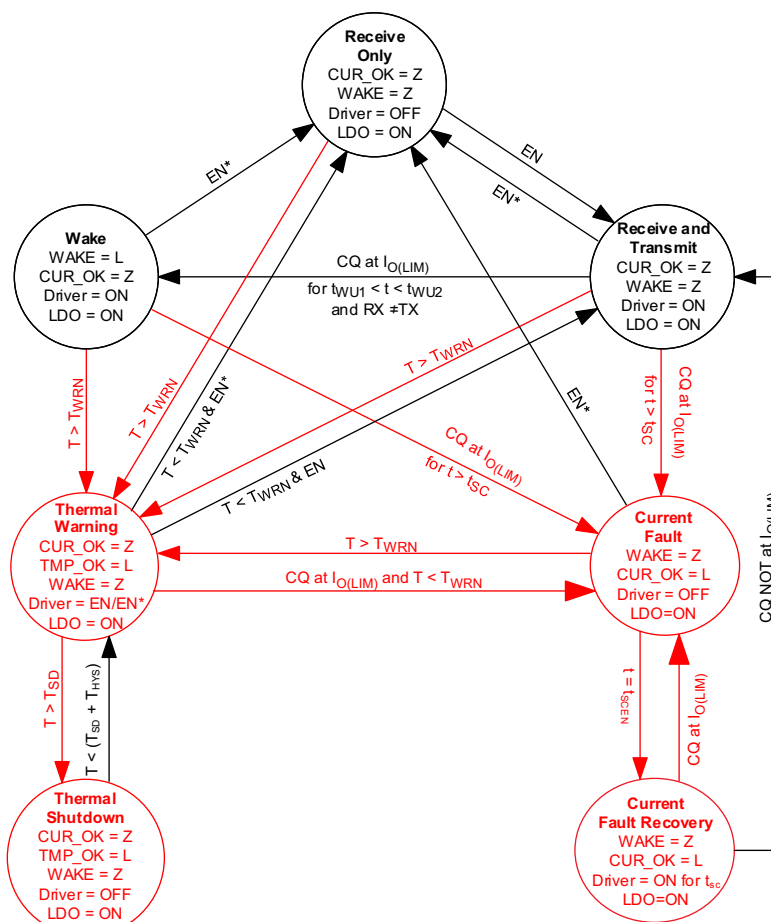 Receive
Only
CUR_OK = Z
WAKE = Z
Driver = OFF
LDO = ON
EN*
EN
EN*
Wake
WAKE = L
CUR_OK = Z
Driver = ON
LDO = ON
CQ at IO(LIM)
for tWU1 < t < tWU2
and RX ≠TX
Receive and
Transmit
CUR_OK = Z
WAKE = Z
Driver = ON
LDO = ON
T > TWRN
T > TWRN
T < TWRN & EN*
T > TWRN
T < TWRN & EN
CQ at IO(LIM)
for t > tSC
EN*
CQ at IO(LIM)
for t > tSC
Thermal
Warning
CUR_OK = Z
TMP_OK = L
WAKE = Z
Driver = EN/EN*
LDO = ON
T > TWRN
CQ at IO(LIM) and T < TWRN
Current
Fault
WAKE = Z
CUR_OK = L
Driver = OFF
LDO=ON
CQ NOT at IO(LIM)
T > TSD
T < (TSD + THYS)
t = tSCEN
CQ at IO(LIM)
Thermal
Shutdown
CUR_OK = Z
TMP_OK = L
WAKE = Z
Driver = OFF
LDO = ON
Current
Fault Recovery
WAKE = Z
CUR_OK = L
Driver = ON for tsc
LDO=ON